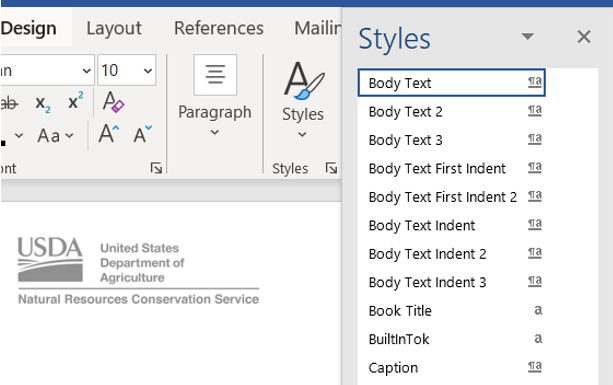 Design Layout References Mailin
n 10
ab x₂ x² A
Aa A A
Paragraph
Styles
nt
Styles
USDA
United States
Department of
Agriculture
Natural Resources Conservation Service
Styles
Body Text ¶a
Body Text 2 ¶a
Body Text 3 ¶a
Body Text First Indent ¶a
Body Text First Indent 2 ¶a
Body Text Indent ¶a
Body Text Indent 2 ¶a
Body Text Indent 3 ¶a
Book Title a
BuiltInTok a
Caption ¶a